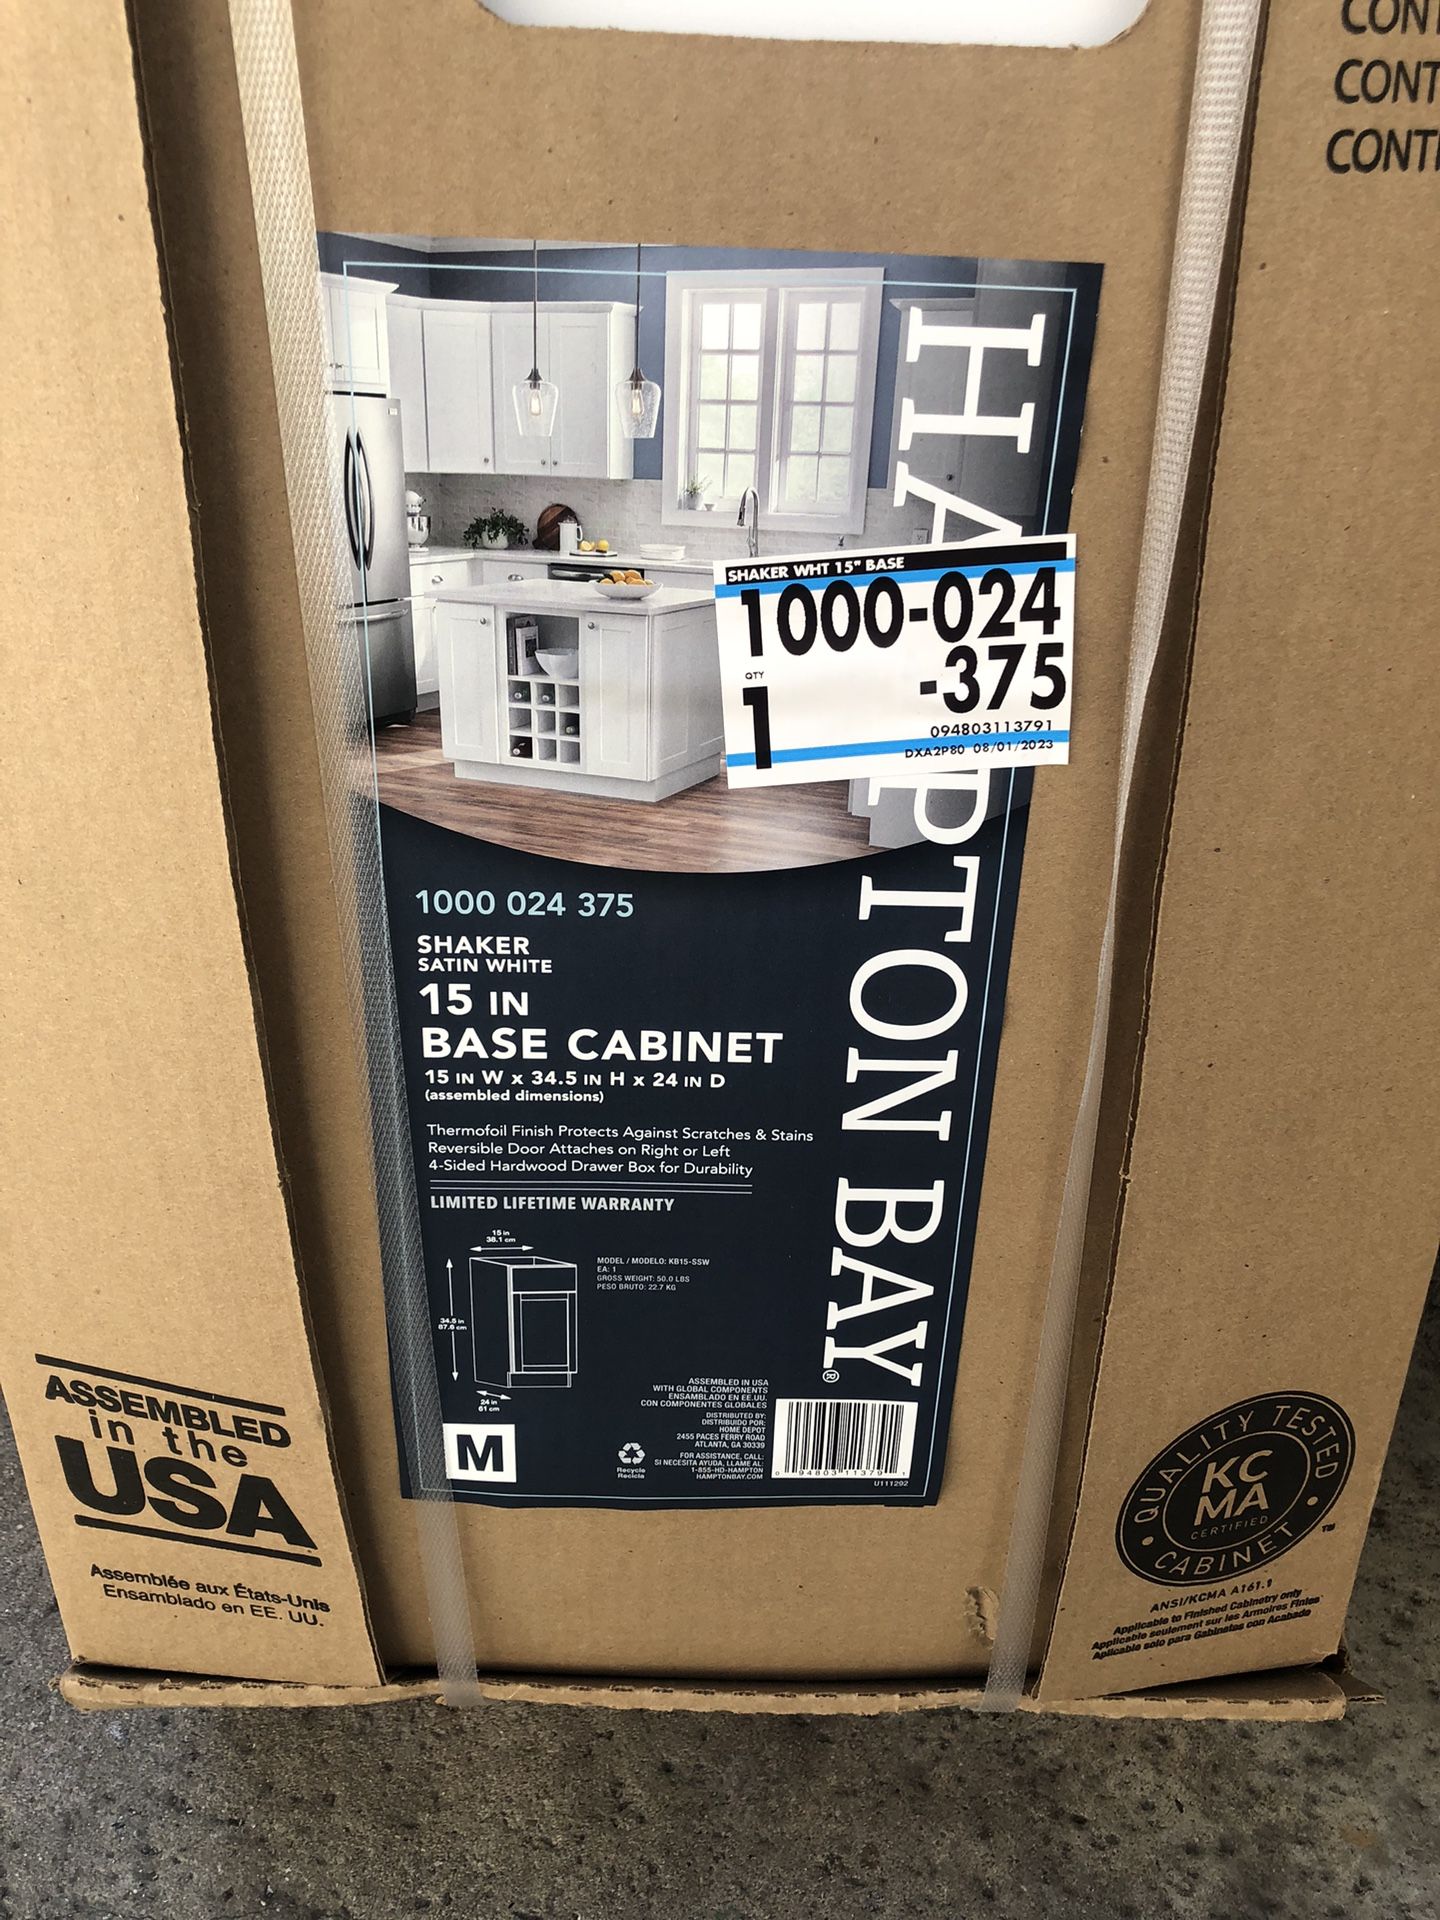 CONT
CONT
CONT
HA PTON BAY®
SHAKER WHT 15" BASE
1000-024
-375
QTY
1
094803113791
DXA2P80 08/01/2023
1000 024 375
SHAKER
SATIN WHITE
15 IN
BASE CABINET
15 IN W x 34.5 IN H x 24 IN D
(assembled dimensions)
Thermofoil Finish Protects Against Scratches & Stains
Reversible Door Attaches on Right or Left
4-Sided Hardwood Drawer Box for Durability
LIMITED LIFETIME WARRANTY
15 in
38.1 cm
34.5 in
87.6 cm
24 in
61 cm
MODEL / MODELO: KB15-SSW
EA: 1
GROSS WEIGHT: 50.0 LBS
PESO BRUTO: 22.7 KG
M
ASSEMBLED IN USA
WITH GLOBAL COMPONENTS
ENSAMBLADO EN EE.UU.
CON COMPONENTES GLOBALES
DISTRIBUTED BY:
DISTRIBUIDO POR:
HOME DEPOT
2455 PACES FERRY ROAD
ATLANTA, GA 30339
FOR ASSISTANCE, CALL:
SI NECESITA AYUDA, LLAME AL:
1-855-HD-HAMPTON
HAMPTONBAY.COM
Recycle
Recicla
0 94803 11379 1
U111292
ASSEMBLED
in the
USA
Assemblée aux États-Unis
Ensamblado en EE. UU.
QUALITY TESTED
KC
MA
CERTIFIED
CABINET
TM
ANSI/KCMA A161.1
Applicable to Finished Cabinetry only
Applicable seulement sur les Armoires Finies
Aplicable solo para Gabinetes con Acabado